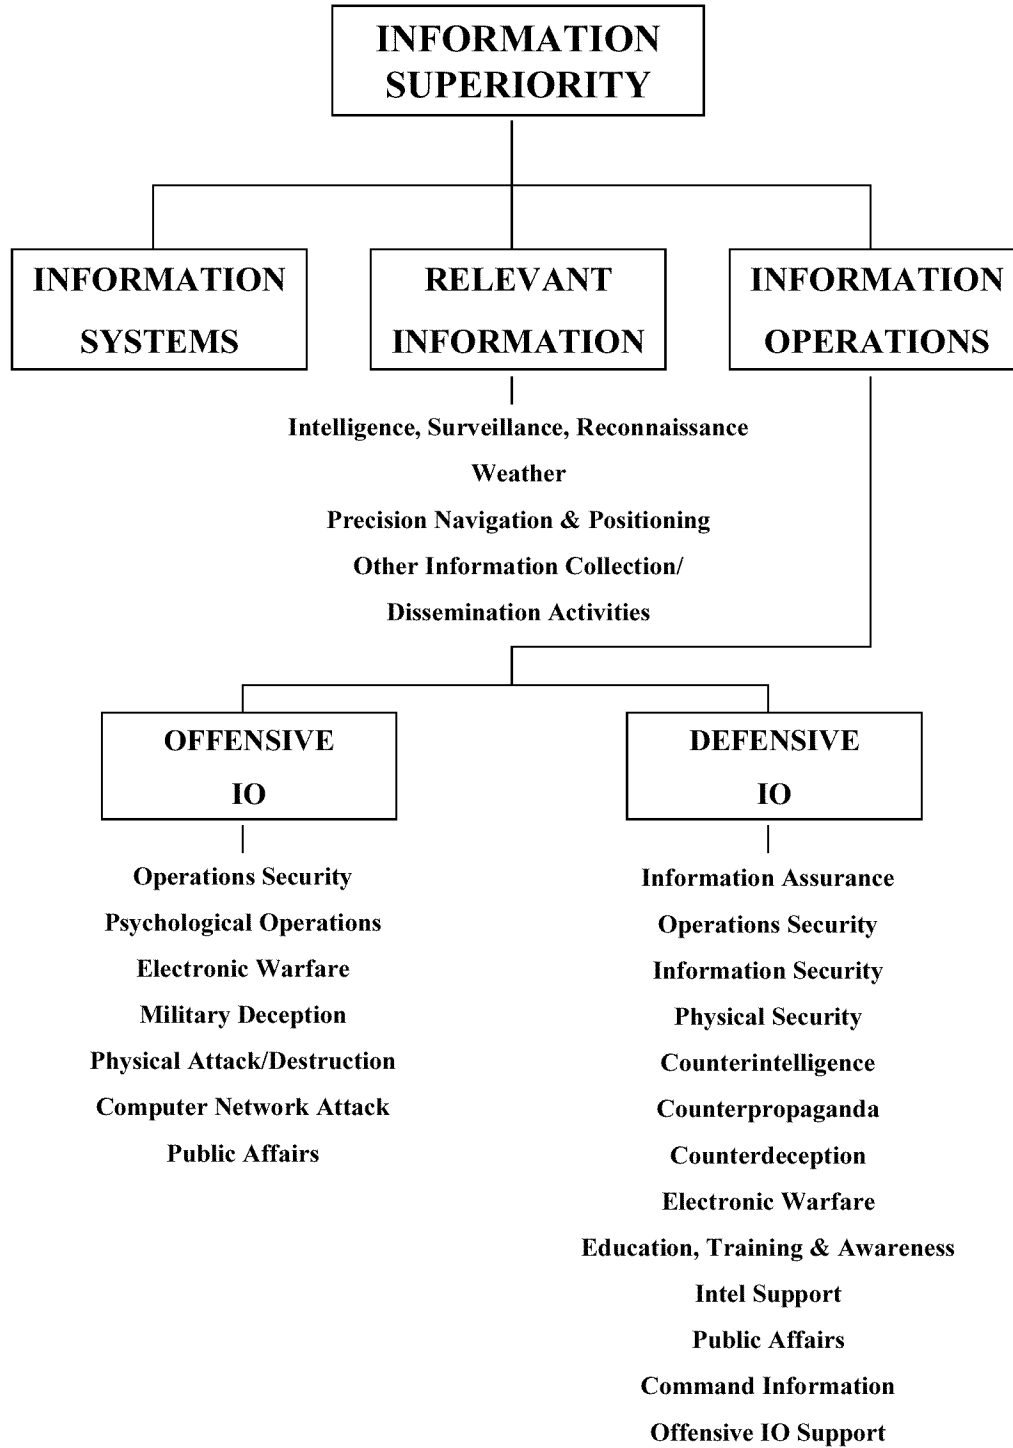 INFORMATION
SUPERIORITY
INFORMATION
SYSTEMS
RELEVANT
INFORMATION
INFORMATION
OPERATIONS
Intelligence, Surveillance, Reconnaissance
Weather
Precision Navigation & Positioning
Other Information Collection/
Dissemination Activities
OFFENSIVE
IO
Operations Security
Psychological Operations
Electronic Warfare
Military Deception
Physical Attack/Destruction
Computer Network Attack
Public Affairs
DEFENSIVE
IO
Information Assurance
Operations Security
Information Security
Physical Security
Counterintelligence
Counterpropaganda
Counterdeception
Electronic Warfare
Education, Training & Awareness
Intel Support
Public Affairs
Command Information
Offensive IO Support